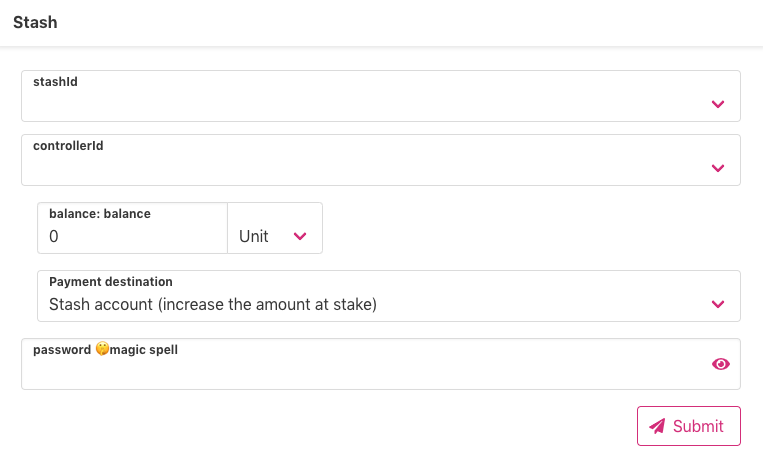 Stash
stashId
controllerId
balance: balance
0
Unit
Payment destination
Stash account (increase the amount at stake)
password 🤫magic spell
Submit